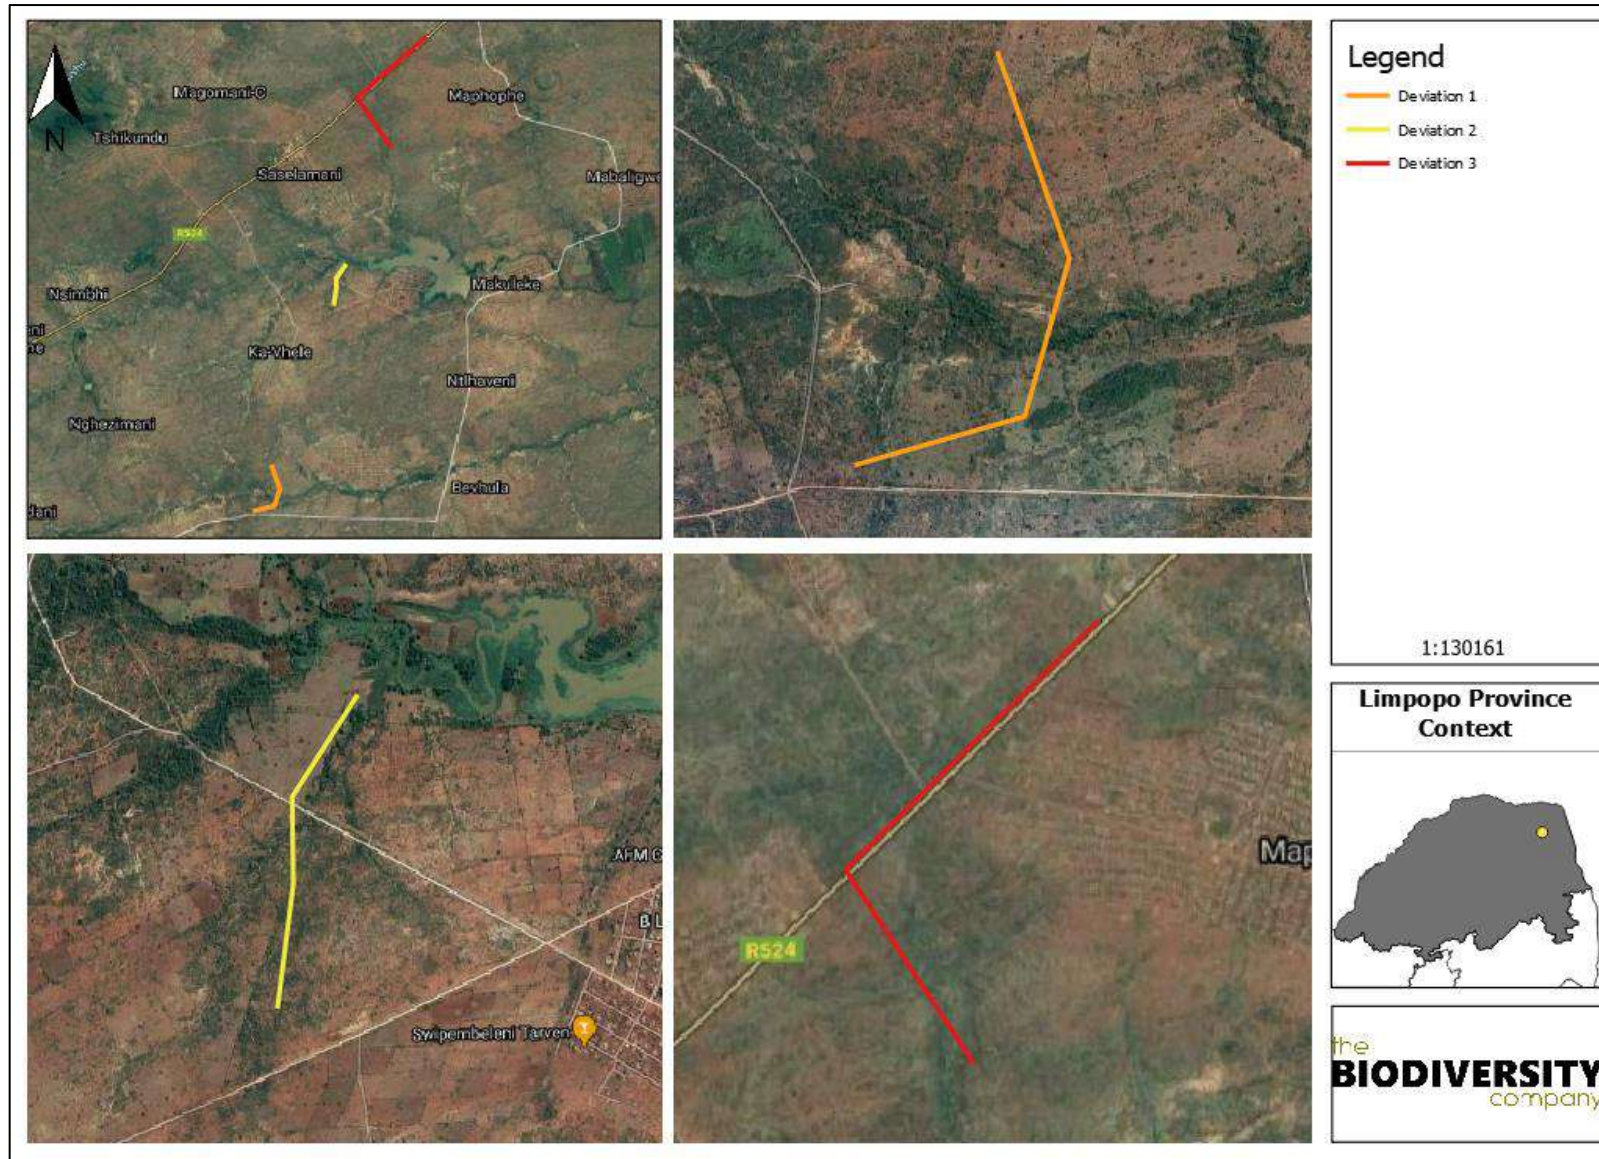 N
Magomani-C
Maphophe
Tshikundu
Saselamani
Mabaligwe
R524
Nsimbhi
Makuleke
Ka-Vhele
Ntlhaveni
Nghezimani
Bevhula
AFM C
B L
Swipembeleni Tarven
Map
R524
Legend
Deviation 1
Deviation 2
Deviation 3
1:130161
Limpopo Province
Context
the
BIODIVERSITY
company